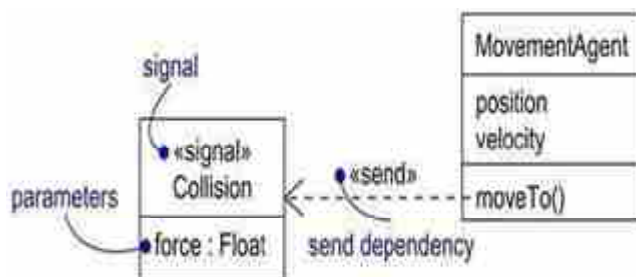 signal
MovementAgent
position
velocity
«signal»
Collision
«send»
parameters
moveTo()
force : Float
send dependency